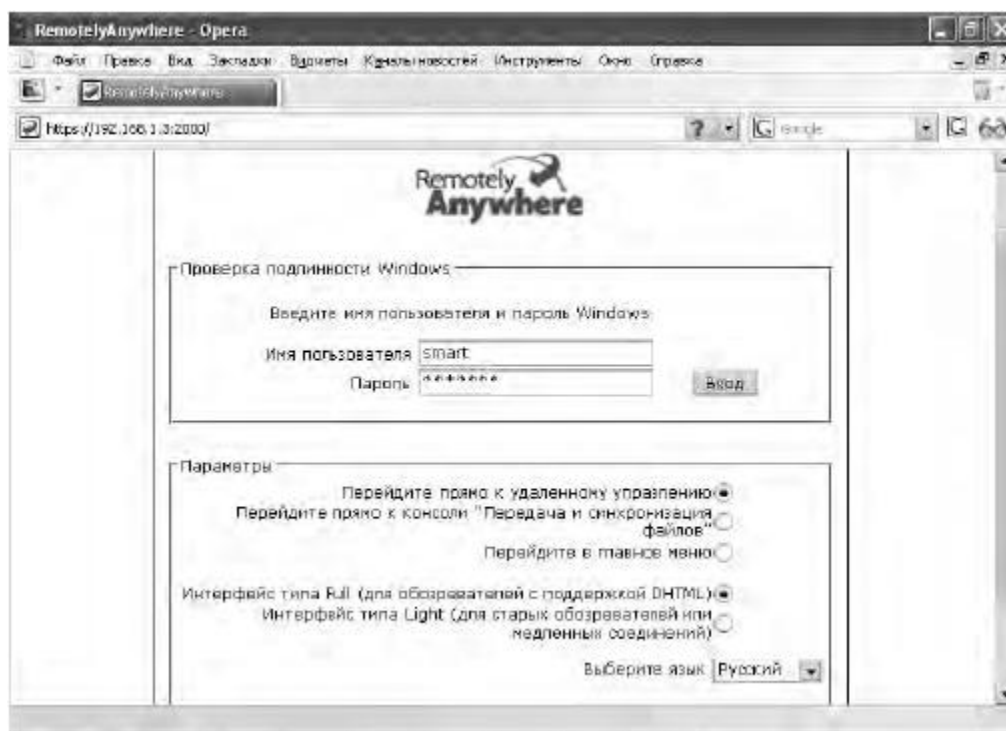 RemotelyAnywhere - Opera
Файл Правка Вид Закладки Виджеты Каналы новостей Инструменты Окно Справка
RemotelyAnywhere
https://192.168.1.3:2000/
? Google
Remotely
Anywhere
Проверка подлинности Windows
Введите имя пользователя и пароль Windows
Имя пользователя smart
Пароль *******
Вход
Параметры
Перейдите прямо к удаленному управлению
Перейдите прямо к консоли "Передача и синхронизация
файлов"
Перейдите в главное меню
Интерфейс типа Full (для обозревателей с поддержкой DHTML)
Интерфейс типа Light (для старых обозревателей или
медленных соединений)
Выберите язык Русский